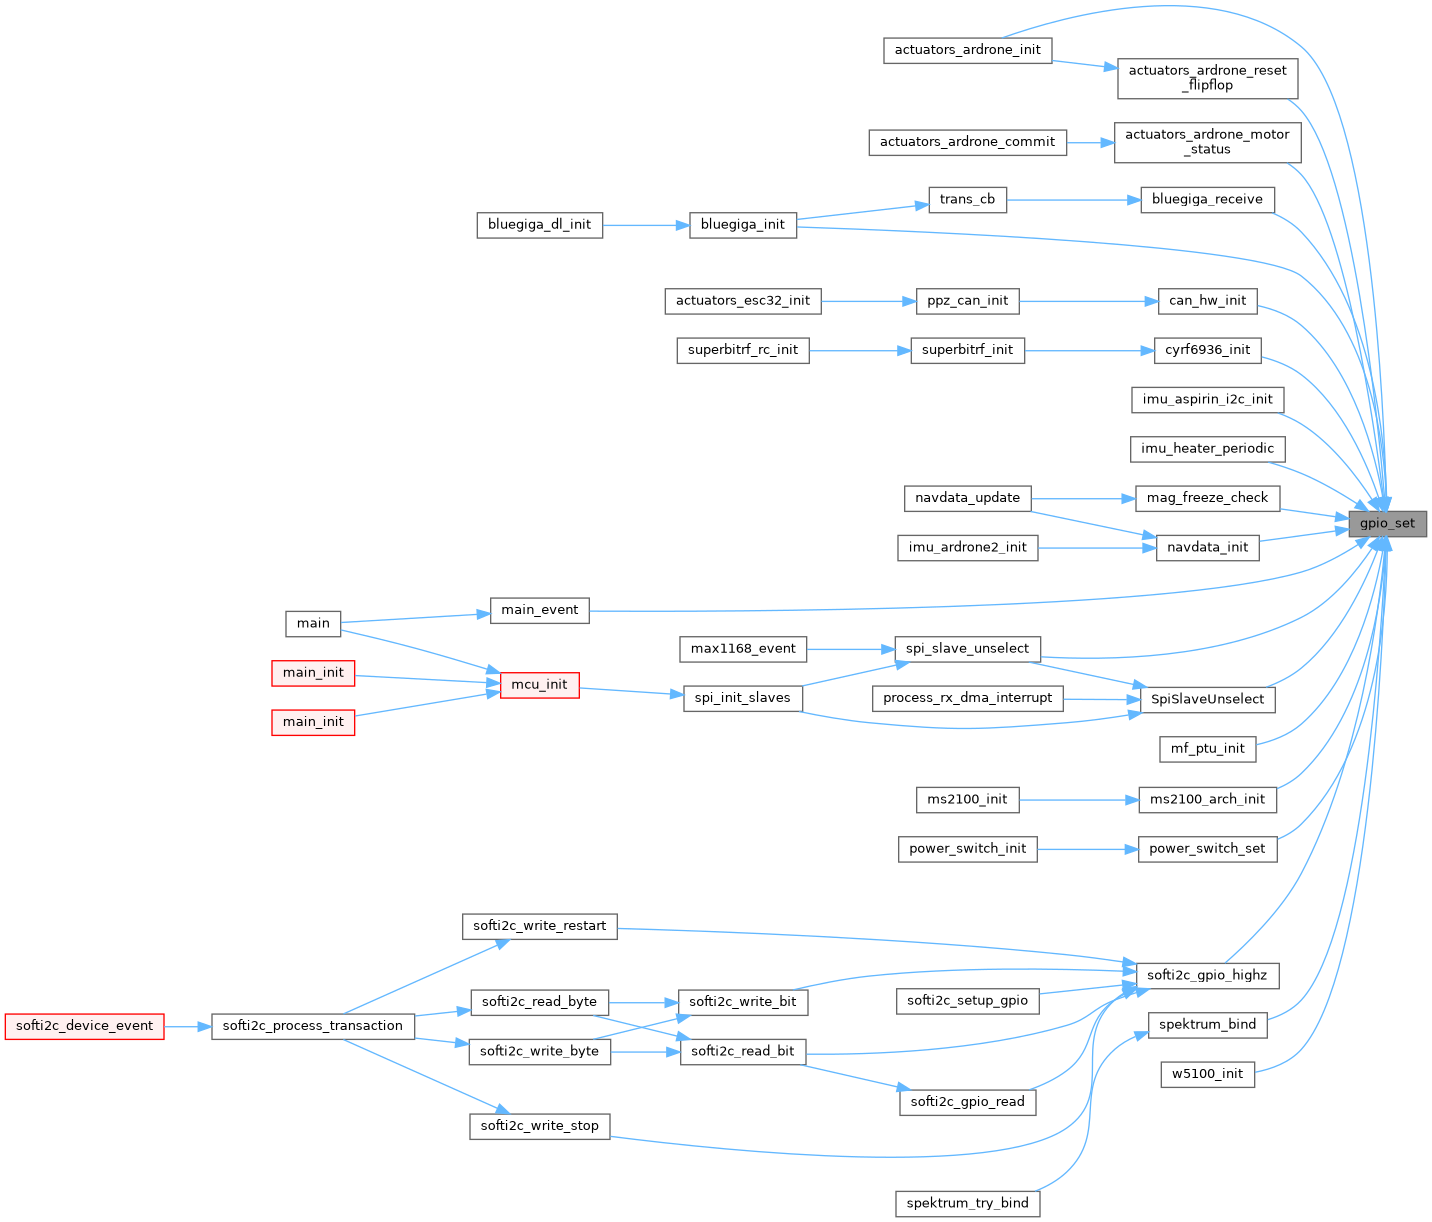 actuators_ardrone_init
actuators_ardrone_reset
_flipflop
actuators_ardrone_motor
_status
actuators_ardrone_commit
bluegiga_receive
trans_cb
bluegiga_init
bluegiga_dl_init
can_hw_init
ppz_can_init
actuators_esc32_init
cyrf6936_init
superbitrf_init
superbitrf_rc_init
imu_aspirin_i2c_init
imu_heater_periodic
mag_freeze_check
navdata_update
gpio_set
navdata_init
imu_ardrone2_init
main_event
main
spi_slave_unselect
max1168_event
main_init
mcu_init
spi_init_slaves
process_rx_dma_interrupt
SpiSlaveUnselect
main_init
mf_ptu_init
ms2100_arch_init
ms2100_init
power_switch_set
power_switch_init
softi2c_write_restart
softi2c_gpio_highz
softi2c_read_byte
softi2c_write_bit
softi2c_setup_gpio
softi2c_device_event
softi2c_process_transaction
spektrum_bind
softi2c_write_byte
softi2c_read_bit
w5100_init
softi2c_gpio_read
softi2c_write_stop
spektrum_try_bind